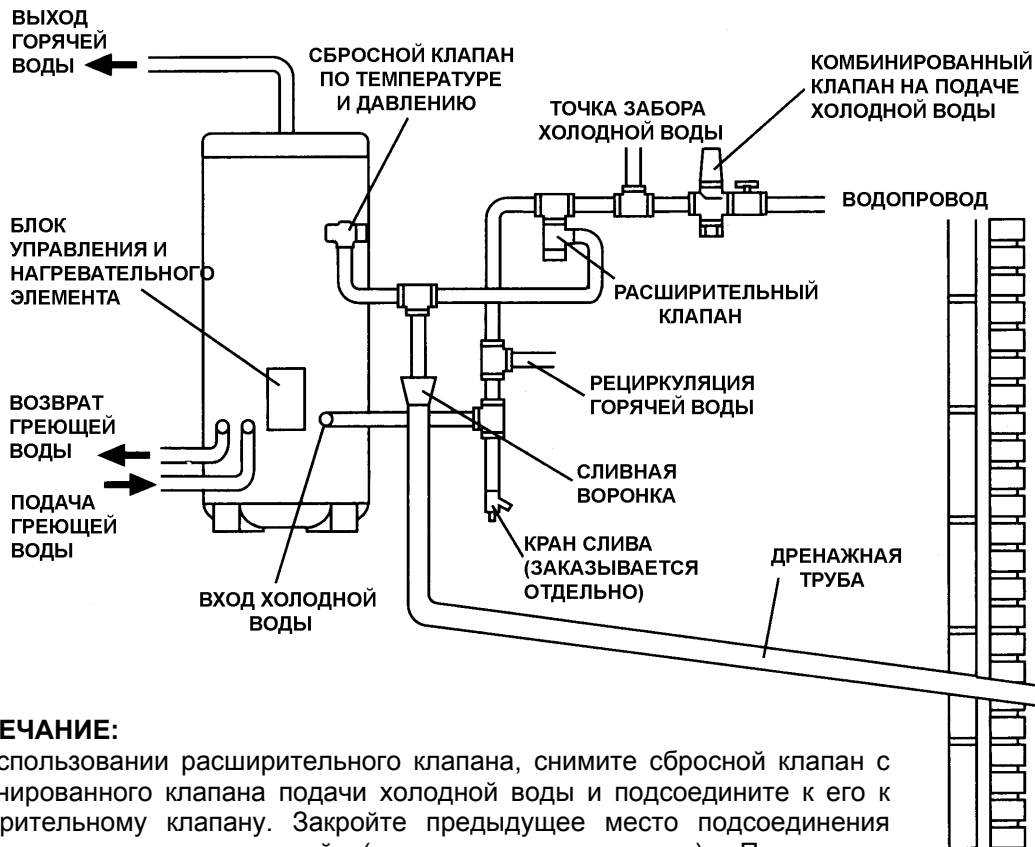 ВЫХОД
ГОРЯЧЕЙ
ВОДЫ
СБРОСНОЙ КЛАПАН
ПО ТЕМПЕРАТУРЕ
И ДАВЛЕНИЮ
ТОЧКА ЗАБОРА
ХОЛОДНОЙ ВОДЫ
КОМБИНИРОВАННЫЙ
КЛАПАН НА ПОДАЧЕ
ХОЛОДНОЙ ВОДЫ
ВОДОПРОВОД
БЛОК
УПРАВЛЕНИЯ И
НАГРЕВАТЕЛЬНОГО
ЭЛЕМЕНТА
РАСШИРИТЕЛЬНЫЙ
КЛАПАН
РЕЦИРКУЛЯЦИЯ
ГОРЯЧЕЙ ВОДЫ
ВОЗВРАТ
ГРЕЮЩЕЙ
ВОДЫ
ПОДАЧА
ГРЕЮЩЕЙ
ВОДЫ
СЛИВНАЯ
ВОРОНКА
КРАН СЛИВА
(ЗАКАЗЫВАЕТСЯ
ОТДЕЛЬНО)
ДРЕНАЖНАЯ
ТРУБА
ВХОД ХОЛОДНОЙ
ВОДЫ
ЕЧАНИЕ:
спользовании расширительного клапана, снимите сбросной клапан с
нированного клапана подачи холодной воды и подсоедините к его к
рительному клапану. Закройте предыдущее место подсоединения